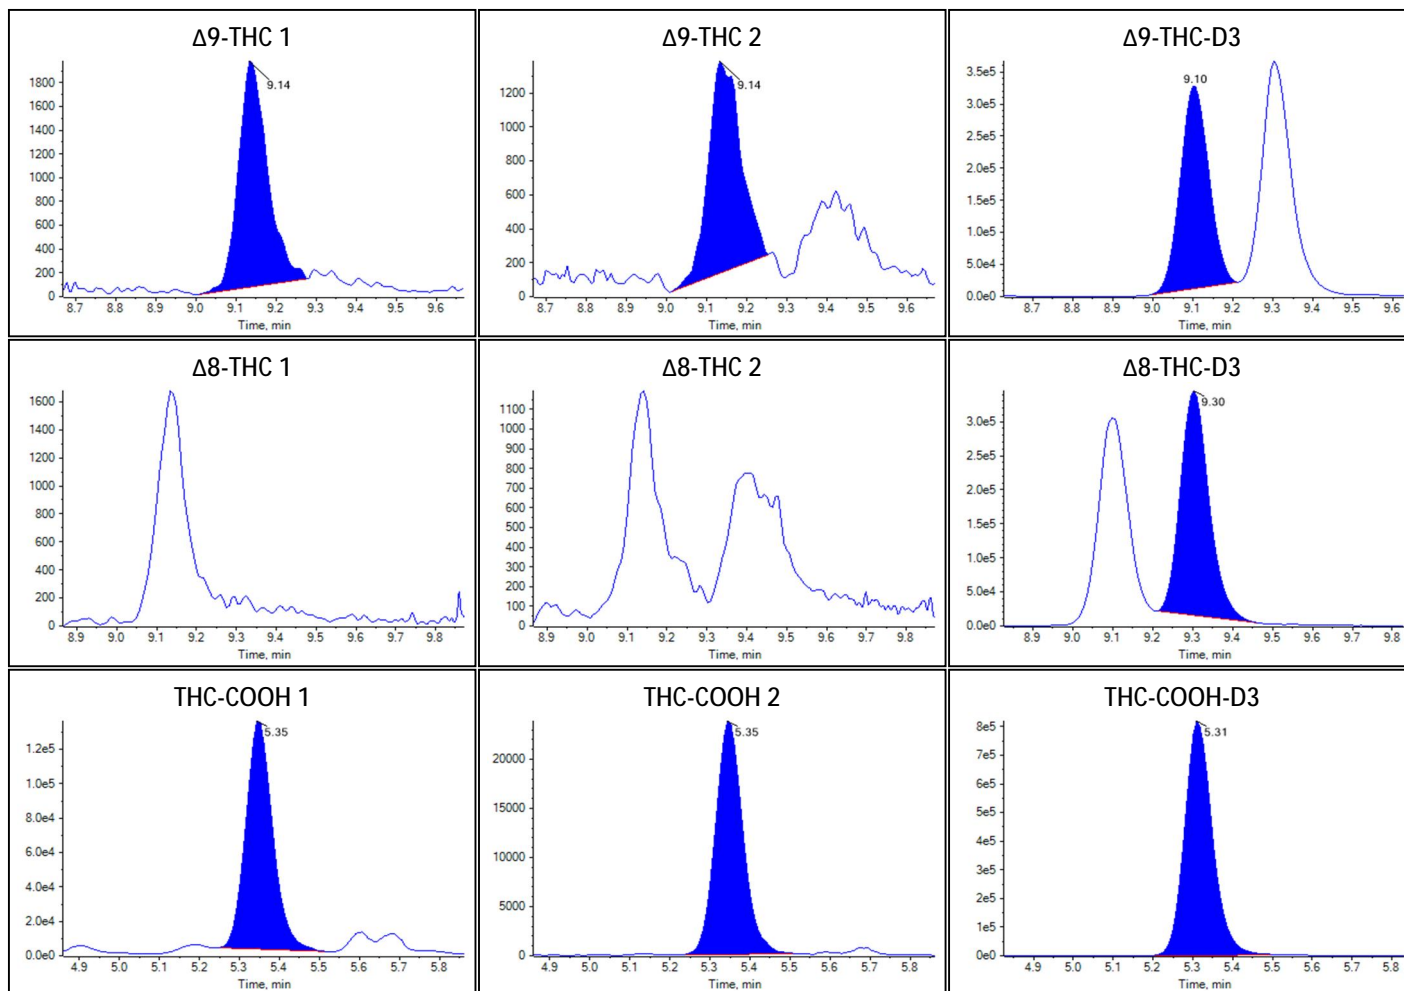 Δ9-THC 1
1800
1600
1400
1200
1000
800
600
400
200
0
9.14
8.7 8.8 8.9 9.0 9.1 9.2 9.3 9.4 9.5 9.6
Time, min
Δ9-THC 2
1200
1000
800
600
400
200
0
9.14
8.7 8.8 8.9 9.0 9.1 9.2 9.3 9.4 9.5 9.6
Time, min
Δ9-THC-D3
3.5e5
3.0e5
2.5e5
2.0e5
1.5e5
1.0e5
5.0e4
0.0e0
9.10
8.7 8.8 8.9 9.0 9.1 9.2 9.3 9.4 9.5 9.6
Time, min
Δ8-THC 1
1600
1400
1200
1000
800
600
400
200
0
8.9 9.0 9.1 9.2 9.3 9.4 9.5 9.6 9.7 9.8
Time, min
Δ8-THC 2
1100
1000
900
800
700
600
500
400
300
200
100
0
8.9 9.0 9.1 9.2 9.3 9.4 9.5 9.6 9.7 9.8
Time, min
Δ8-THC-D3
3.0e5
2.5e5
2.0e5
1.5e5
1.0e5
5.0e4
0.0e0
9.30
8.9 9.0 9.1 9.2 9.3 9.4 9.5 9.6 9.7 9.8
Time, min
THC-COOH 1
1.2e5
1.0e5
8.0e4
6.0e4
4.0e4
2.0e4
0.0e0
5.35
4.9 5.0 5.1 5.2 5.3 5.4 5.5 5.6 5.7 5.8
Time, min
THC-COOH 2
20000
15000
10000
5000
0
5.35
4.9 5.0 5.1 5.2 5.3 5.4 5.5 5.6 5.7 5.8
Time, min
THC-COOH-D3
8e5
7e5
6e5
5e5
4e5
3e5
2e5
1e5
0e0
5.31
4.9 5.0 5.1 5.2 5.3 5.4 5.5 5.6 5.7 5.8
Time, min